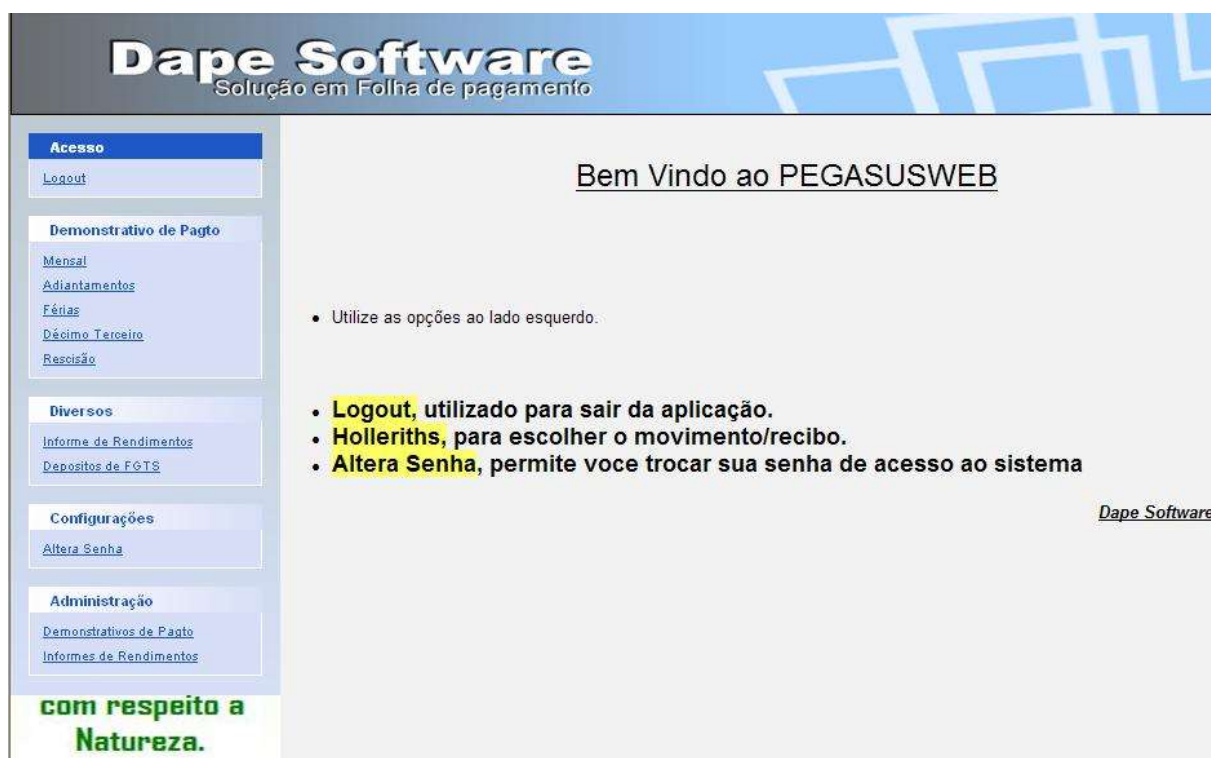 Dape Software
Solução em Folha de pagamento
Acesso
Logout
Demonstrativo de Pagto
Mensal
Adiantamentos
Férias
Décimo Terceiro
Rescisão
Diversos
Informe de Rendimentos
Depositos de FGTS
Configurações
Altera Senha
Administração
Demonstrativos de Pagto
Informes de Rendimentos
com respeito a
Natureza.
Bem Vindo ao PEGASUSWEB
• Utilize as opções ao lado esquerdo.
• Logout, utilizado para sair da aplicação.
• Holleriths, para escolher o movimento/recibo.
• Altera Senha, permite voce trocar sua senha de acesso ao sistema
Dape Software